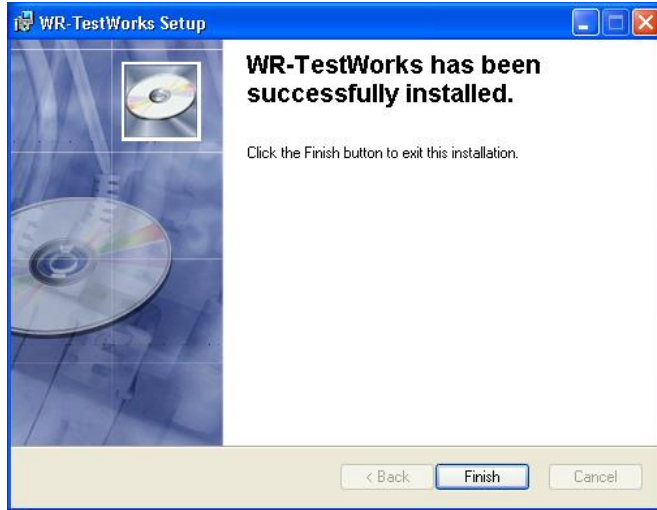 WR-TestWorks Setup
WR-TestWorks has been
successfully installed.
Click the Finish button to exit this installation.
< Back
Finish
Cancel